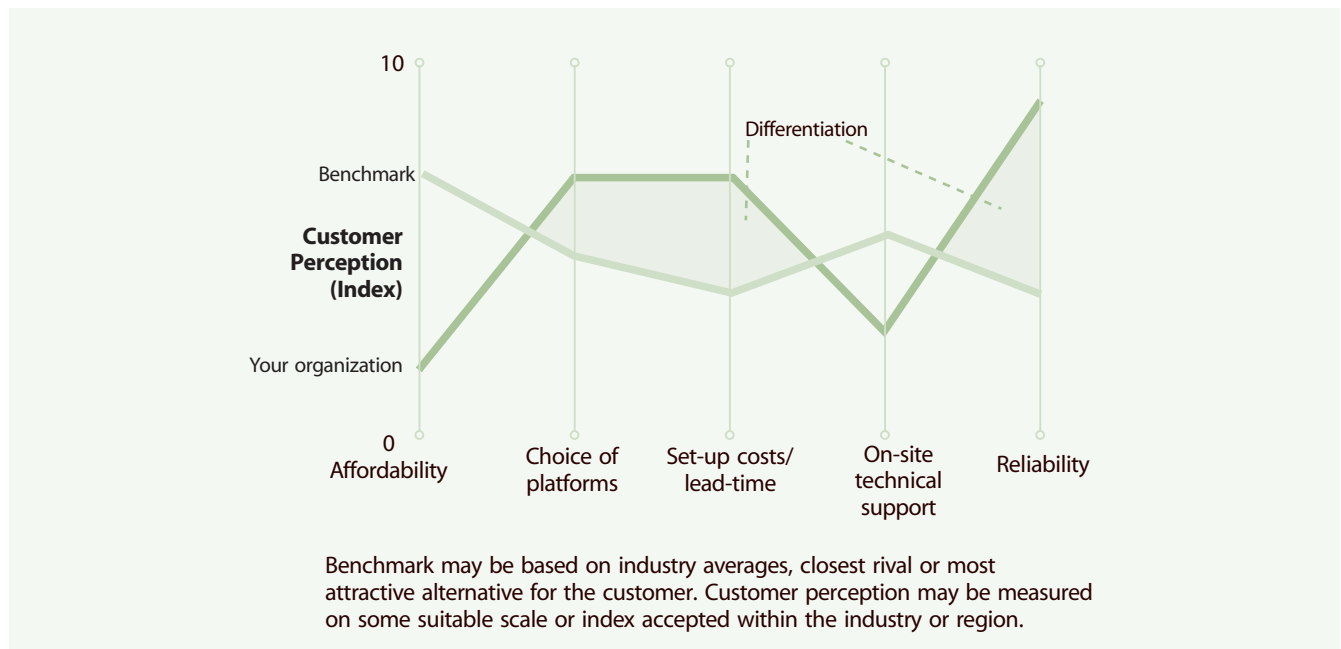 10
Differentiation
Benchmark
Customer
Perception
(Index)
Your organization
0
Affordability
Choice of
platforms
Set-up costs/
lead-time
On-site
technical
support
Reliability
Benchmark may be based on industry averages, closest rival or most
attractive alternative for the customer. Customer perception may be measured
on some suitable scale or index accepted within the industry or region.